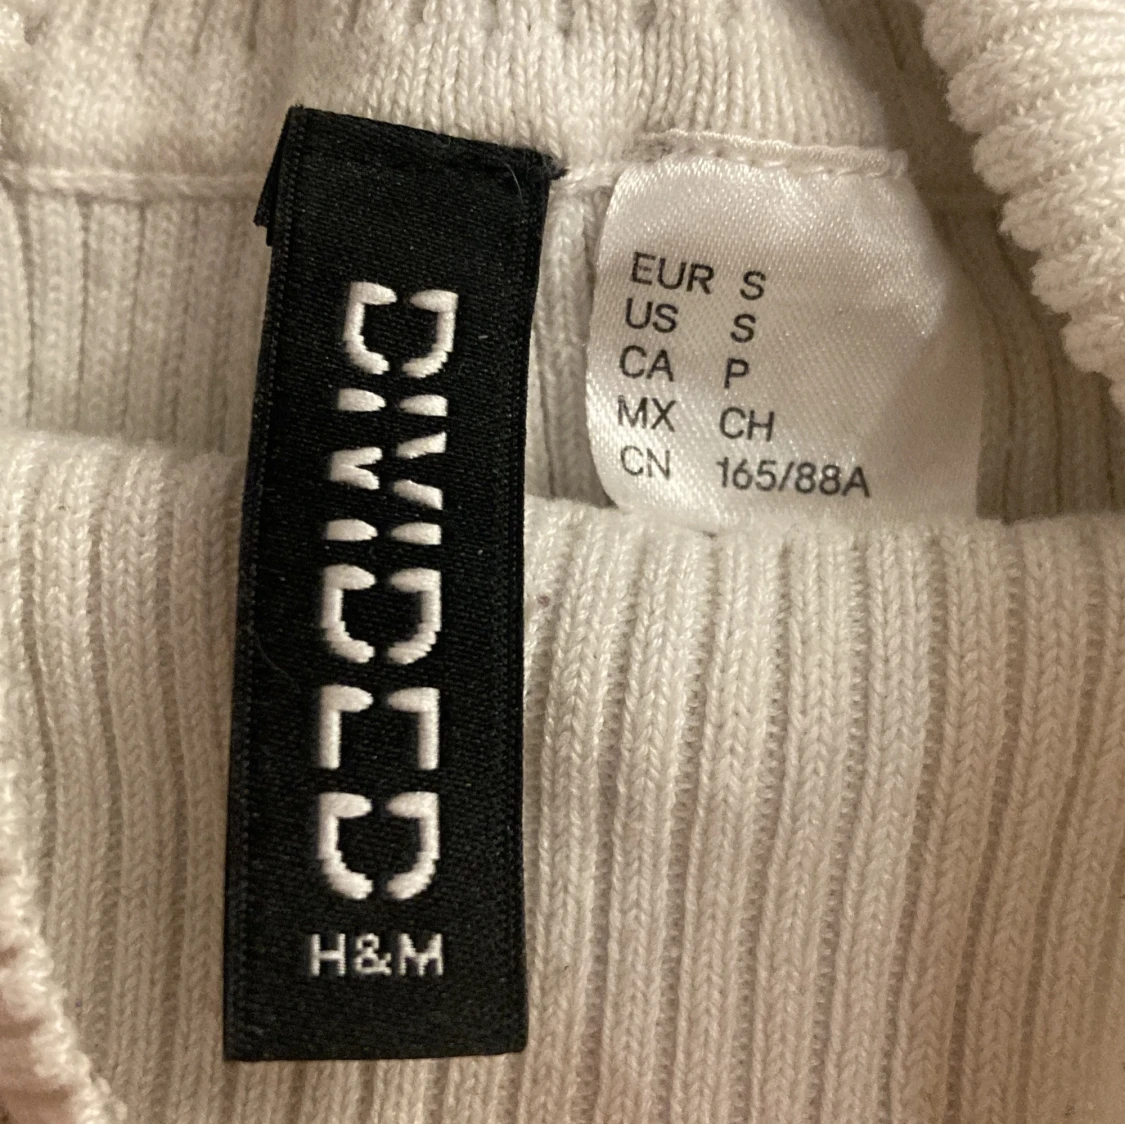 DIVIDED
H&M
EUR S
US S
CA P
MX CH
CN 165/88A